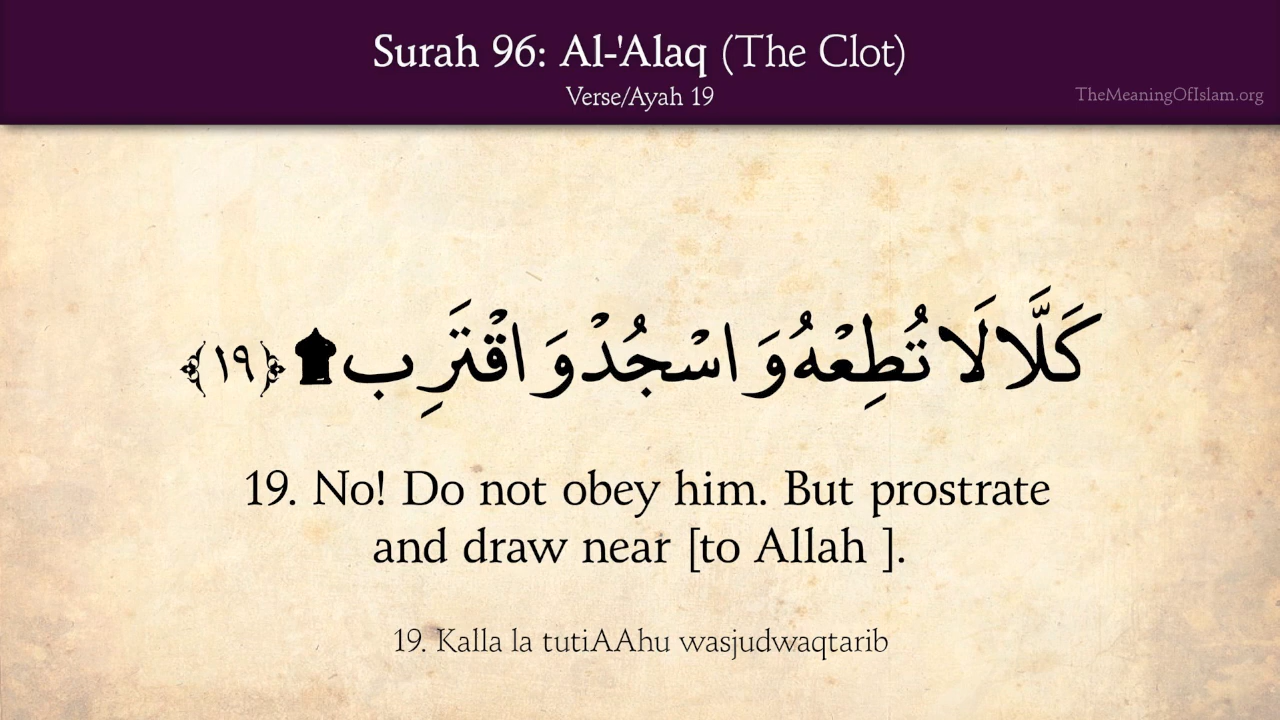 Surah 96: Al-'Alaq (The Clot)
Verse/Ayah 19
TheMeaningOfIslam.org
كَلَّا لَا تُطِعْهُ وَ اسْجُدْ وَ اقْتَرِب ۩ ﴿١٩﴾
19. No! Do not obey him. But prostrate
and draw near [to Allah ].
19. Kalla la tutiAAhu wasjudwaqtarib